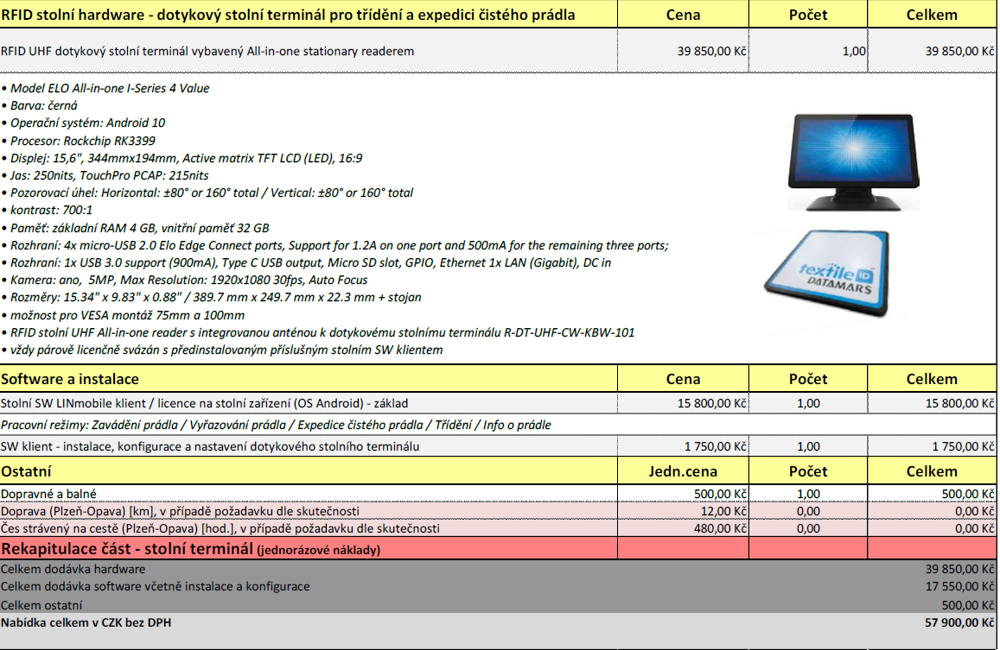 RFID stolní hardware - dotykový stolní terminál pro třídění a expedici čistého prádla Cena Počet Celkem
RFID UHF dotykový stolní terminál vybavený All-in-one stationary readerem 39 850,00 Kč 1,00 39 850,00 Kč
• Model ELO All-in-one I-Series 4 Value
• Barva: černá
• Operační systém: Android 10
• Procesor: Rockchip RK3399
• Displej: 15,6", 344mmx194mm, Active matrix TFT LCD (LED), 16:9
• Jas: 250nits, TouchPro PCAP: 215nits
• Pozorovací úhel: Horizontal: ±80° or 160° total / Vertical: ±80° or 160° total
• kontrast: 700:1
• Paměť: základní RAM 4 GB, vnitřní paměť 32 GB
• Rozhraní: 4x micro-USB 2.0 Elo Edge Connect ports, Support for 1.2A on one port and 500mA for the remaining three ports;
• Rozhraní: 1x USB 3.0 support (900mA), Type C USB output, Micro SD slot, GPIO, Ethernet 1x LAN (Gigabit), DC in
• Kamera: ano, 5MP, Max Resolution: 1920x1080 30fps, Auto Focus
• Rozměry: 15.34" x 9.83" x 0.88" / 389.7 mm x 249.7 mm x 22.3 mm + stojan
• možnost pro VESA montáž 75mm a 100mm
• RFID stolní UHF All-in-one reader s integrovanou anténou k dotykovému stolnímu terminálu R-DT-UHF-CW-KBW-101
• vždy párově licenčně svázán s předinstalovaným příslušným stolním SW klientem
textile ID
DATAMARS
Software a instalace Cena Počet Celkem
Stolní SW LINmobile klient / licence na stolní zařízení (OS Android) - základ 15 800,00 Kč 1,00 15 800,00 Kč
Pracovní režimy: Zavádění prádla / Vyřazování prádla / Expedice čistého prádla / Třídění / Info o prádle
SW klient - instalace, konfigurace a nastavení dotykového stolního terminálu 1 750,00 Kč 1,00 1 750,00 Kč
Ostatní Jedn.cena Počet Celkem
Dopravné a balné 500,00 Kč 1,00 500,00 Kč
Doprava (Plzeň-Opava) [km], v případě požadavku dle skutečnosti 12,00 Kč 0,00 0,00 Kč
Čes strávený na cestě (Plzeň-Opava) [hod.], v případě požadavku dle skutečnosti 480,00 Kč 0,00 0,00 Kč
Rekapitulace část - stolní terminál (jednorázové náklady)
Celkem dodávka hardware 39 850,00 Kč
Celkem dodávka software včetně instalace a konfigurace 17 550,00 Kč
Celkem ostatní 500,00 Kč
Nabídka celkem v CZK bez DPH 57 900,00 Kč